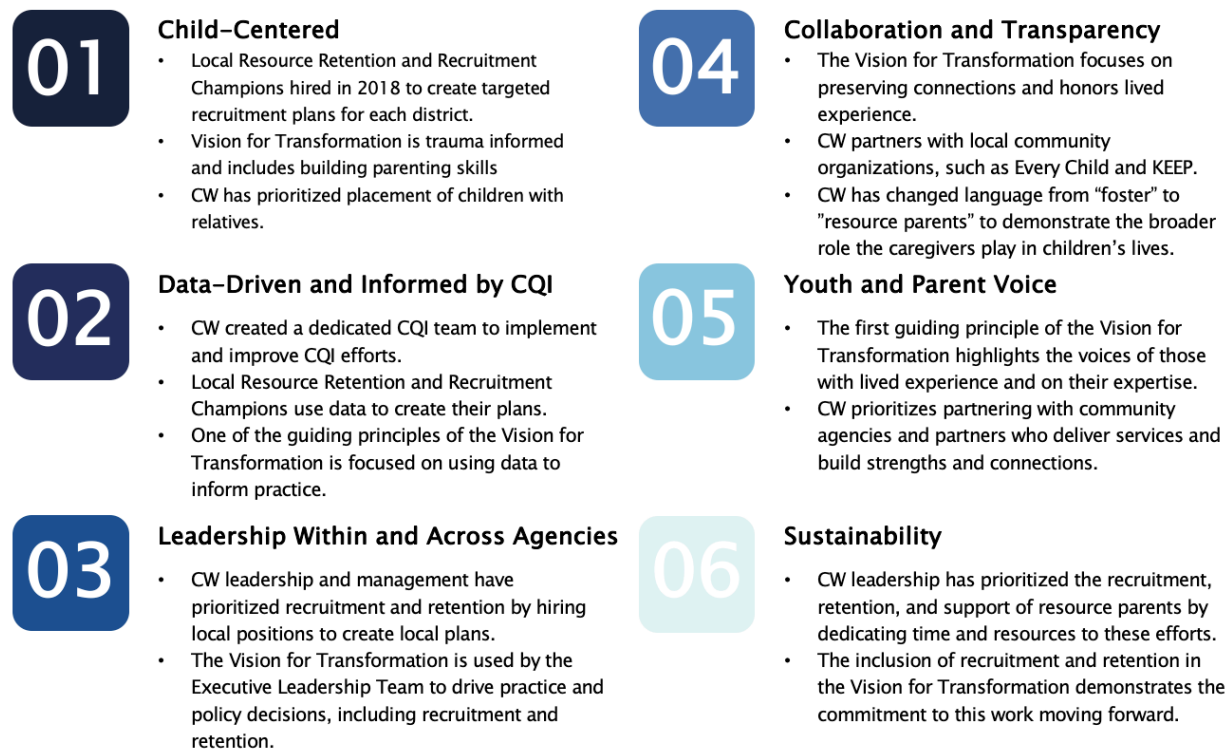 01
Child-Centered
• Local Resource Retention and Recruitment
Champions hired in 2018 to create targeted
recruitment plans for each district.
• Vision for Transformation is trauma informed
and includes building parenting skills
• CW has prioritized placement of children with
relatives.
02
Data-Driven and Informed by CQI
• CW created a dedicated CQI team to implement
and improve CQI efforts.
• Local Resource Retention and Recruitment
Champions use data to create their plans.
• One of the guiding principles of the Vision for
Transformation is focused on using data to
inform practice.
03
Leadership Within and Across Agencies
• CW leadership and management have
prioritized recruitment and retention by hiring
local positions to create local plans.
• The Vision for Transformation is used by the
Executive Leadership Team to drive practice and
policy decisions, including recruitment and
retention.
04
Collaboration and Transparency
• The Vision for Transformation focuses on
preserving connections and honors lived
experience.
• CW partners with local community
organizations, such as Every Child and KEEP.
• CW has changed language from “foster” to
”resource parents” to demonstrate the broader
role the caregivers play in children’s lives.
05
Youth and Parent Voice
• The first guiding principle of the Vision for
Transformation highlights the voices of those
with lived experience and on their expertise.
• CW prioritizes partnering with community
agencies and partners who deliver services and
build strengths and connections.
06
Sustainability
• CW leadership has prioritized the recruitment,
retention, and support of resource parents by
dedicating time and resources to these efforts.
• The inclusion of recruitment and retention in
the Vision for Transformation demonstrates the
commitment to this work moving forward.